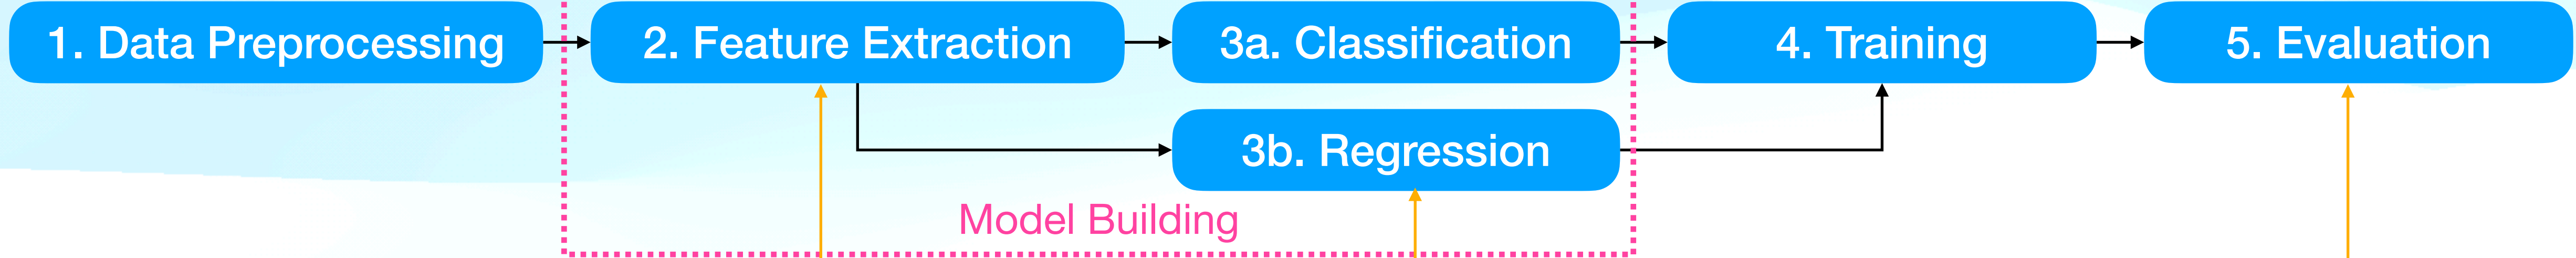 1. Data Preprocessing
2. Feature Extraction
3a. Classification
4. Training
5. Evaluation
3b. Regression
Model Building